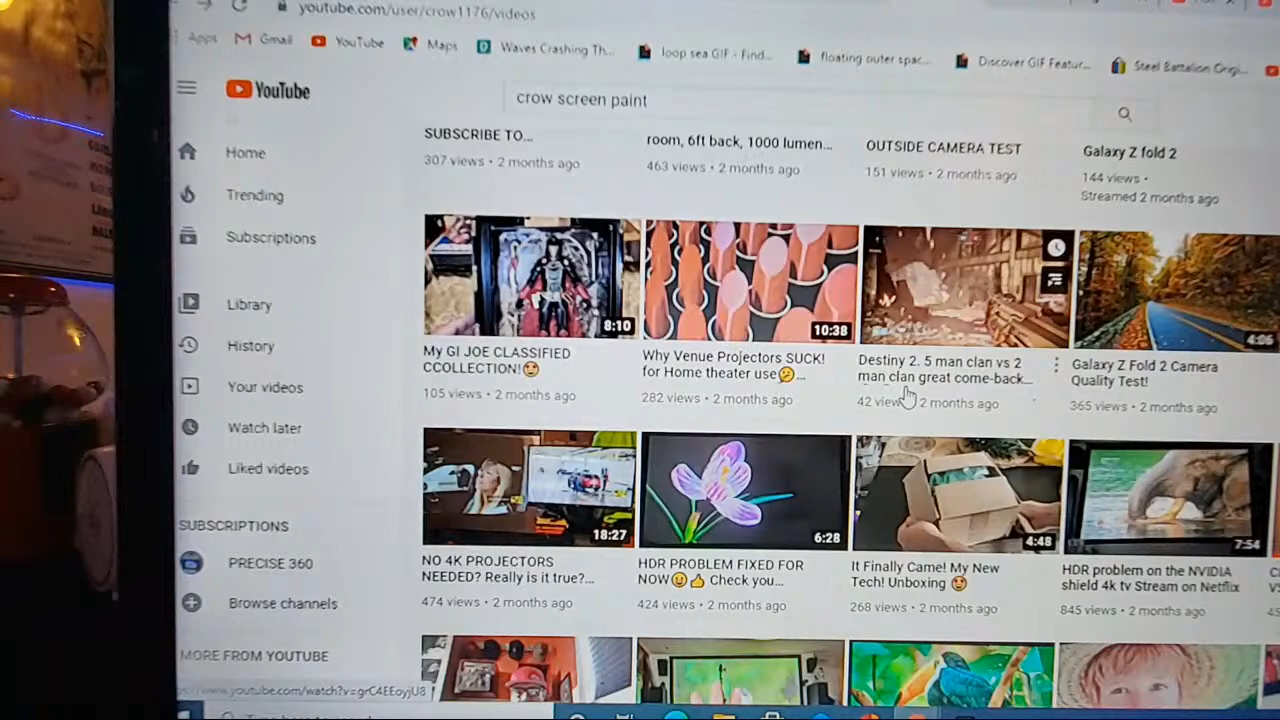 youtube.com/user/crow1176/videos
Apps Gmail YouTube Maps Waves Crashing Th... loop sea GIF - Find... floating outer spac... Discover GIF Featur... Steel Battalion Origi...
YouTube
crow screen paint
Home
Trending
Subscriptions
Library
History
Your videos
Watch later
Liked videos
SUBSCRIPTIONS
PRECISE 360
Browse channels
MORE FROM YOUTUBE
SUBSCRIBE TO...
307 views • 2 months ago
room, 6ft back, 1000 lumen...
463 views • 2 months ago
OUTSIDE CAMERA TEST
151 views • 2 months ago
Galaxy Z fold 2
144 views •
Streamed 2 months ago
8:10
My GI JOE CLASSIFIED
CCOLLECTION!😍
105 views • 2 months ago
10:38
Why Venue Projectors SUCK!
for Home theater use🤔...
282 views • 2 months ago
Destiny 2. 5 man clan vs 2
man clan great come-back...
42 view 2 months ago
4:06
Galaxy Z Fold 2 Camera
Quality Test!
365 views • 2 months ago
18:27
NO 4K PROJECTORS
NEEDED? Really is it true?...
474 views • 2 months ago
6:28
HDR PROBLEM FIXED FOR
NOW😉👍 Check you...
424 views • 2 months ago
4:48
It Finally Came! My New
Tech! Unboxing 😍
268 views • 2 months ago
7:54
HDR problem on the NVIDIA
shield 4k tv Stream on Netflix
845 views • 2 months ago
ps://www.youtube.com/watch?v=grC4EEoyjU8